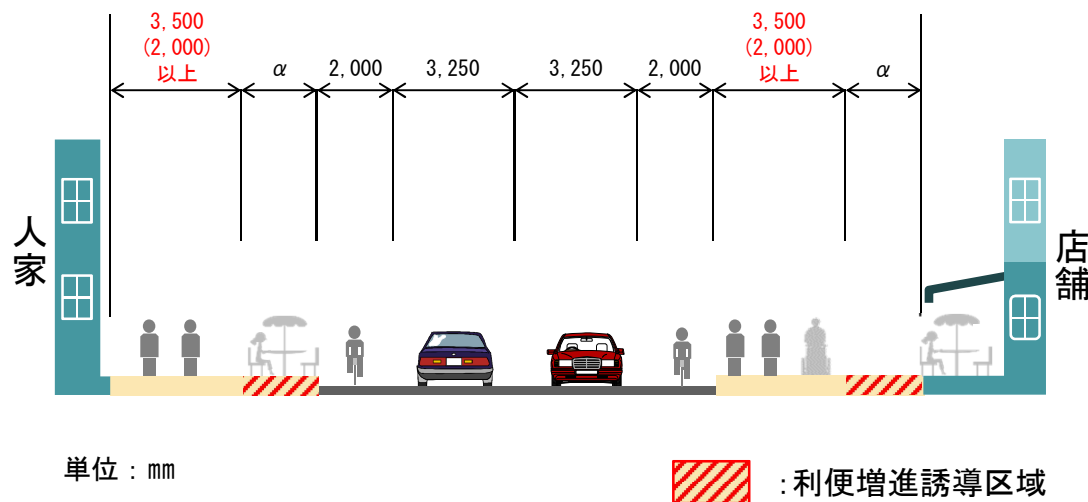 3,500
(2,000)
以上
α
2,000
3,250
3,250
2,000
3,500
(2,000)
以上
α
人家
店舗
単位：mm
：利便増進誘導区域